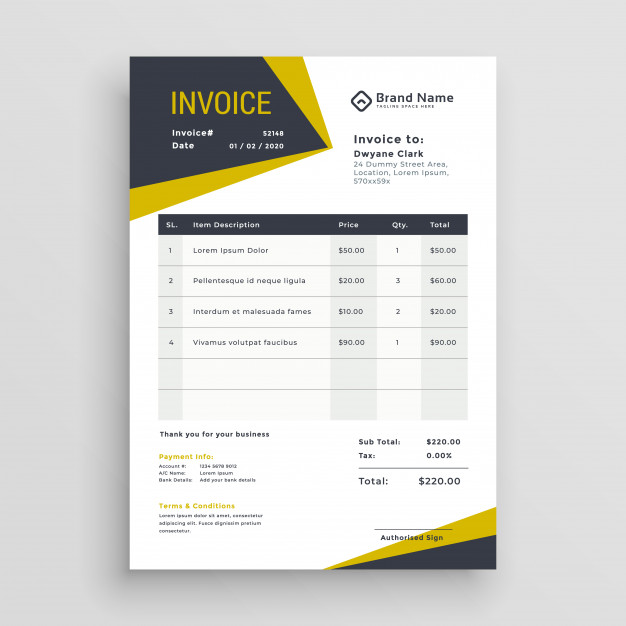 INVOICE
Invoice# 52148
Date 01 / 02 / 2020
Brand Name
TAGLINE SPACE HERE
Invoice to:
Dwyane Clark
24 Dummy Street Area,
Location, Lorem Ipsum,
570xx59x
SL. Item Description Price Qty. Total
1 Lorem Ipsum Dolor $50.00 1 $50.00
2 Pellentesque id neque ligula $20.00 3 $60.00
3 Interdum et malesuada fames $10.00 2 $20.00
4 Vivamus volutpat faucibus $90.00 1 $90.00
Thank you for your business
Sub Total: $220.00
Tax: 0.00%
Total: $220.00
Payment Info:
Account #: 1234 5678 9012
A/C Name: Lorem Ipsum
Bank Details: Add your bank details
Terms & Conditions
Lorem ipsum dolor sit amet, consectetur
adipiscing elit. Fusce dignissim pretium
consectetur.
Authorised Sign